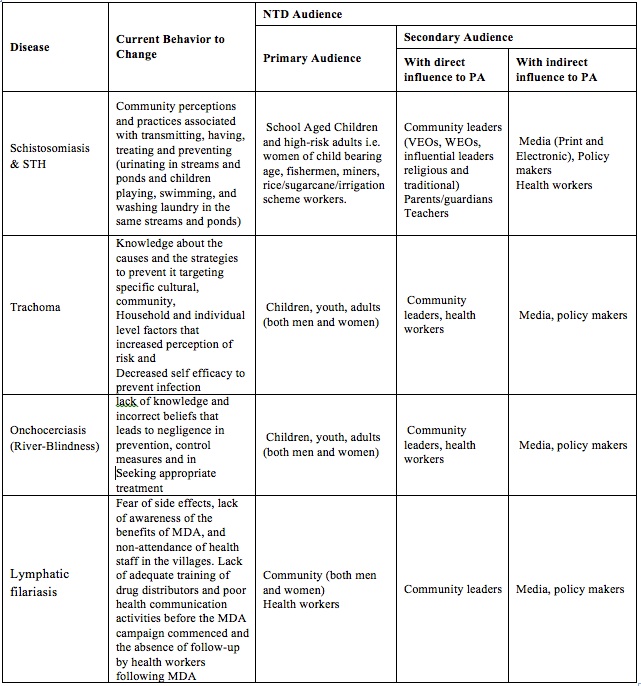 Disease
Current Behavior to
Change
NTD Audience
Primary Audience
Secondary Audience
With direct
influence to PA
With indirect
influence to PA
Schistosomiasis
& STH
Community perceptions
and practices associated
with transmitting, having,
treating and preventing
(urinating in streams and
ponds and children
playing, swimming, and
washing laundry in the
same streams and ponds)
School Aged Children
and high-risk adults i.e.
women of child bearing
age, fishermen, miners,
rice/sugarcane/irrigation
scheme workers.
Community leaders
(VEOs, WEOs,
influential leaders
religious and
traditional)
Parents/guardians
Teachers
Media (Print and
Electronic), Policy
makers
Health workers
Trachoma
Knowledge about the
causes and the strategies
to prevent it targeting
specific cultural,
community,
Household and individual
level factors that
increased perception of
risk and
Decreased self efficacy to
prevent infection
Children, youth, adults
(both men and women)
Community
leaders, health
workers
Media, policy makers
Onchocerciasis
(River-Blindness)
lack of knowledge and
incorrect beliefs that
leads to negligence in
prevention, control
measures and in
Seeking appropriate
treatment
Children, youth, adults
(both men and women)
Community
leaders, health
workers
Media, policy makers
Lymphatic
filariasis
Fear of side effects, lack
of awareness of the
benefits of MDA, and
non-attendance of health
staff in the villages. Lack
of adequate training of
drug distributors and poor
health communication
activities before the MDA
campaign commenced and
the absence of follow-up
by health workers
following MDA
Community (both men
and women)
Health workers
Community leaders
Media, policy makers